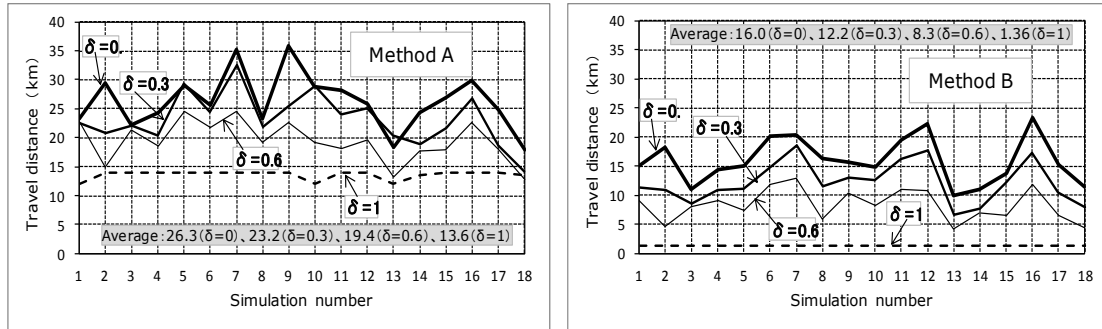 40
35
30
25
20
15
10
5
0
Travel distance (km)
δ=0.
δ=0.3
Method A
δ=0.6
δ=1
Average:26.3(δ=0)、23.2(δ=0.3)、19.4(δ=0.6)、13.6(δ=1)
1 2 3 4 5 6 7 8 9 10 11 12 13 14 15 16 17 18
Simulation number
40
35
30
25
20
15
10
5
0
Travel distance (km)
Average:16.0(δ=0)、12.2(δ=0.3)、8.3(δ=0.6)、1.36(δ=1)
Method B
δ=0.
δ=0.3
δ=0.6
δ=1
1 2 3 4 5 6 7 8 9 10 11 12 13 14 15 16 17 18
Simulation number